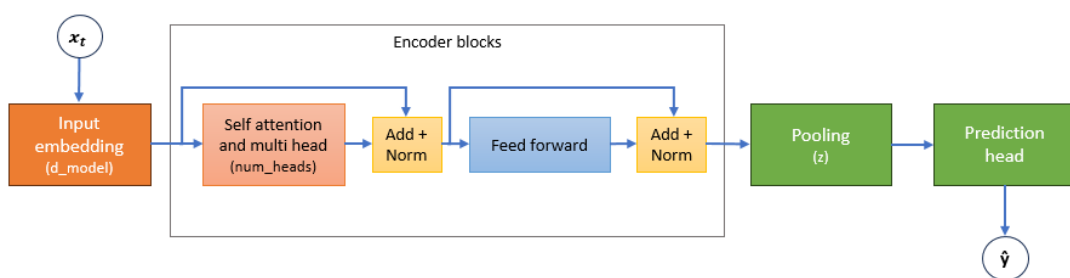 x_t
Encoder blocks
Input
embedding
(d_model)
Self attention
and multi head
(num_heads)
Add +
Norm
Feed forward
Add +
Norm
Pooling
(z)
Prediction
head
ŷ